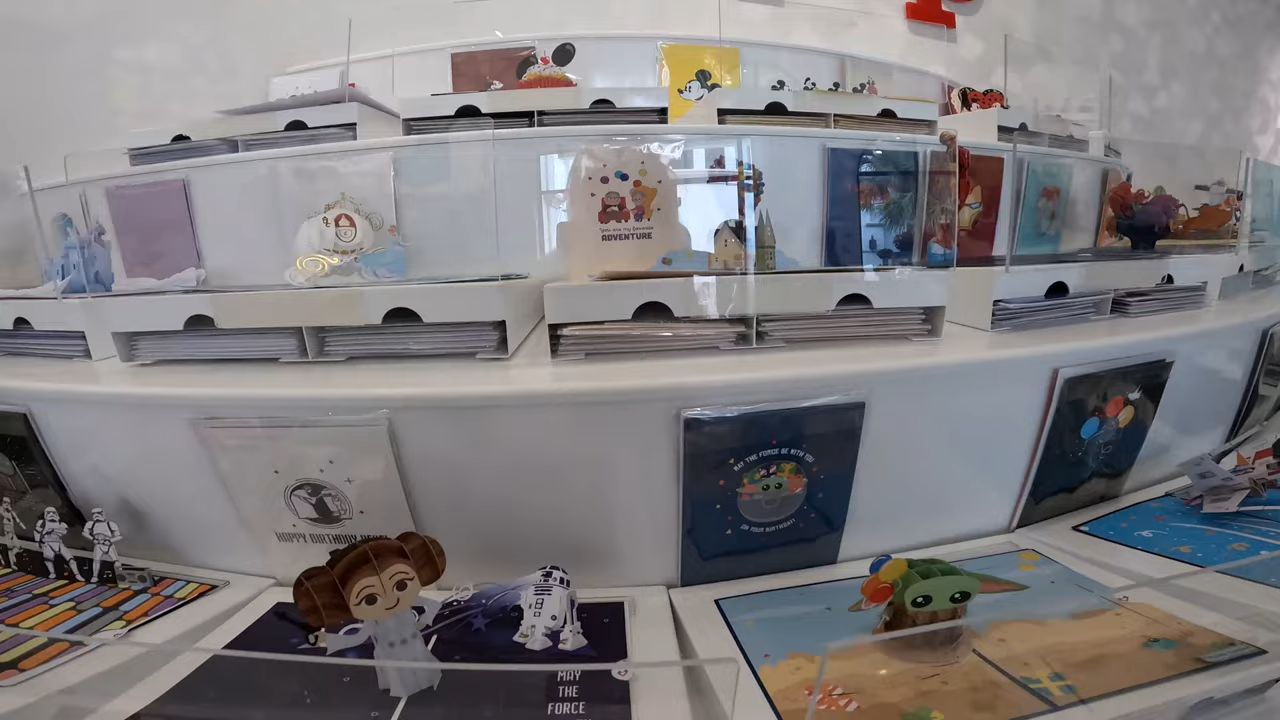 You are my favorite
ADVENTURE
HAPPY BIRTHDAY
MAY THE FORCE BE WITH YOU
ON YOUR BIRTHDAY!
MAY
THE
FORCE